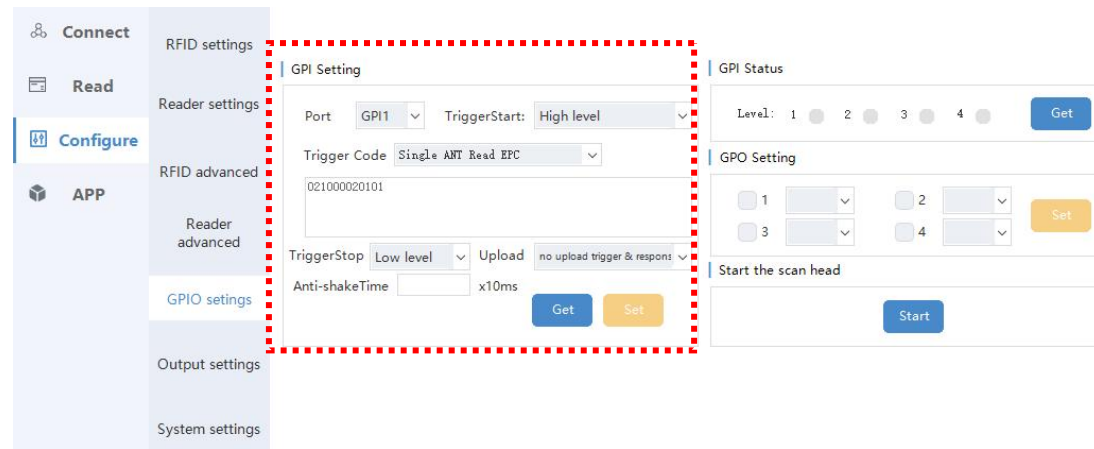 Connect
Read
Configure
APP
RFID settings
Reader settings
RFID advanced
Reader
advanced
GPIO setings
Output settings
System settings
GPI Setting
Port GPI1 TriggerStart: High level
Trigger Code Single ANT Read EPC
021000020101
TriggerStop Low level Upload no upload trigger & respons
Anti-shakeTime x10ms
Get Set
GPI Status
Level: 1 2 3 4 Get
GPO Setting
1 2
3 4
Set
Start the scan head
Start